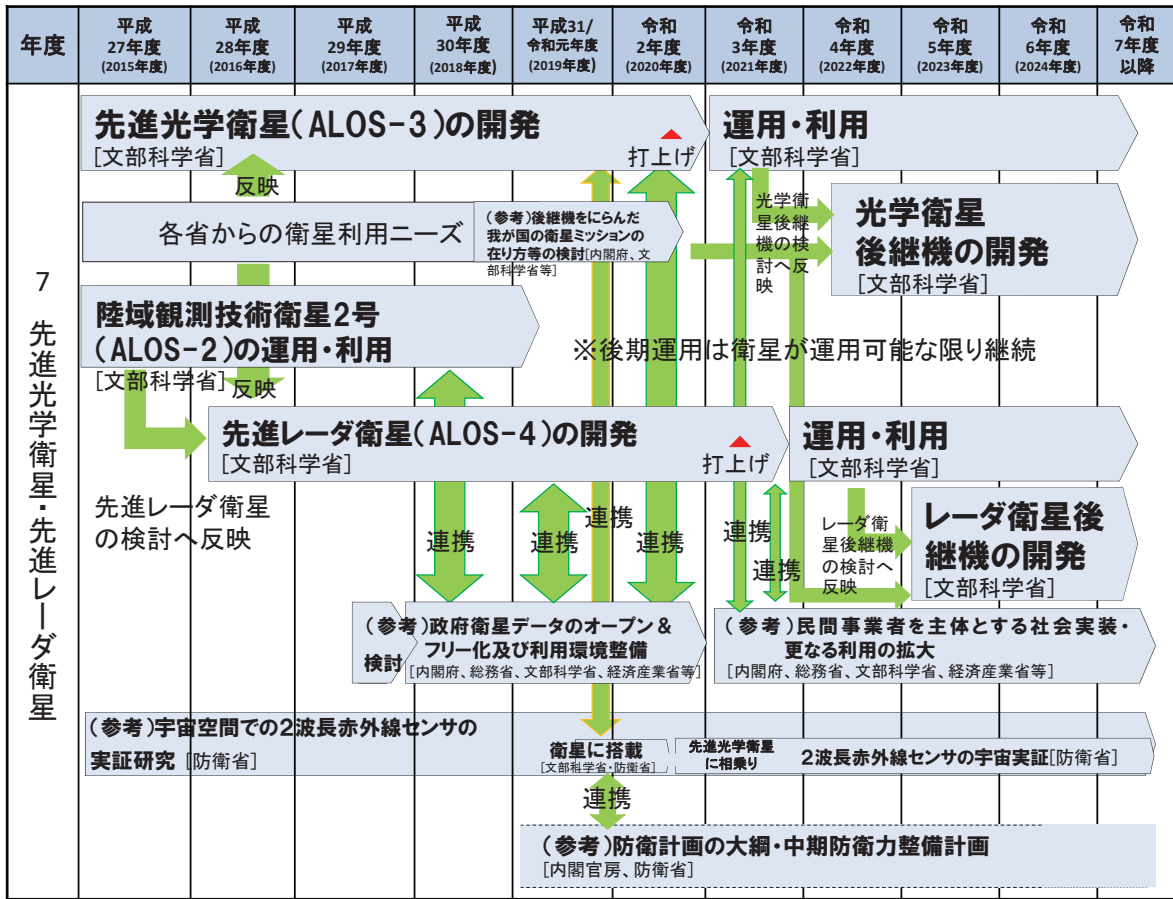 年度
平成
27年度
(2015年度)
平成
28年度
(2016年度)
平成
29年度
(2017年度)
平成
30年度
(2018年度)
平成31/
令和元年度
(2019年度)
令和
2年度
(2020年度)
令和
3年度
(2021年度)
令和
4年度
(2022年度)
令和
5年度
(2023年度)
令和
6年度
(2024年度)
令和
7年度
以降
7 先進光学衛星・先進レーダ衛星
先進光学衛星(ALOS-3)の開発
[文部科学省]
打上げ
運用・利用
[文部科学省]
反映
各省からの衛星利用ニーズ
(参考)後継機をにらんだ
我が国の衛星ミッションの
在り方等の検討[内閣府、文
部科学省等]
光学衛
星後継
機の検
討へ反
映
光学衛星
後継機の開発
[文部科学省]
陸域観測技術衛星2号
(ALOS-2)の運用・利用
[文部科学省]
※後期運用は衛星が運用可能な限り継続
反映
先進レーダ衛星(ALOS-4)の開発
[文部科学省]
打上げ
運用・利用
[文部科学省]
先進レーダ衛星
の検討へ反映
連携
連携
連携
連携
連携
連携
レーダ衛
星後継機
の検討へ
反映
レーダ衛星後
継機の開発
[文部科学省]
検討
(参考)政府衛星データのオープン&
フリー化及び利用環境整備
[内閣府、総務省、文部科学省、経済産業省等]
(参考)民間事業者を主体とする社会実装・
更なる利用の拡大
[内閣府、総務省、文部科学省、経済産業省等]
(参考)宇宙空間での2波長赤外線センサの
実証研究 [防衛省]
衛星に搭載
[文部科学省・防衛省]
先進光学衛星
に相乗り
2波長赤外線センサの宇宙実証[防衛省]
連携
(参考)防衛計画の大綱・中期防衛力整備計画
[内閣官房、防衛省]